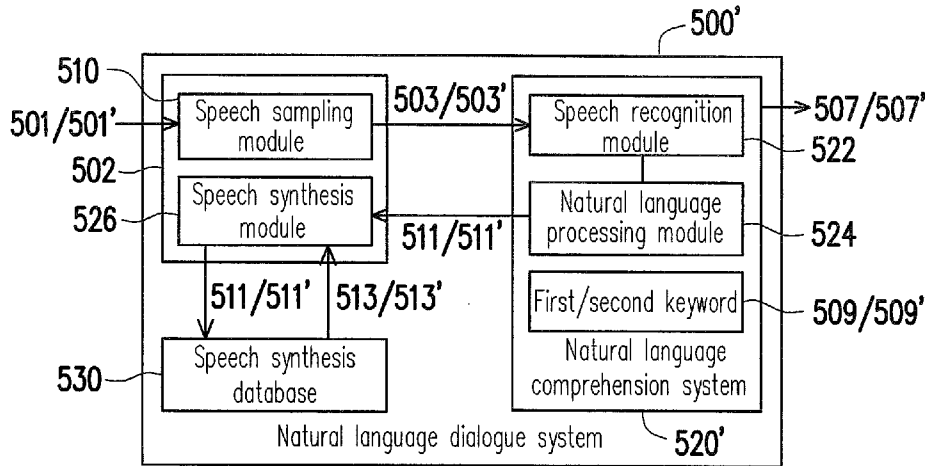 500'
510
Speech sampling
module
501/501'
503/503'
Speech recognition
module
507/507'
522
502
526
Speech synthesis
module
511/511'
Natural language
processing module
524
511/511'
513/513'
First/second keyword
509/509'
530
Speech synthesis
database
Natural language
comprehension system
520'
Natural language dialogue system